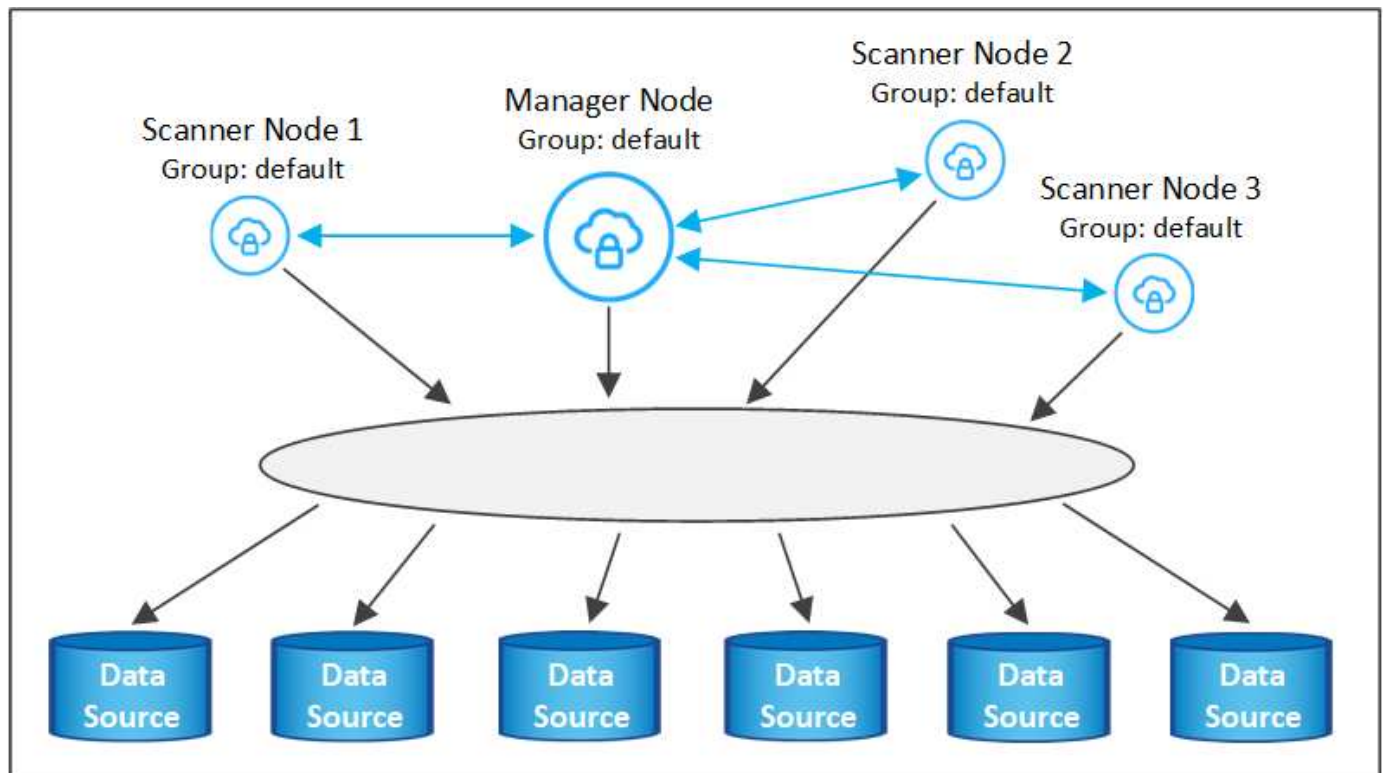 Scanner Node 1
Group: default
Manager Node
Group: default
Scanner Node 2
Group: default
Scanner Node 3
Group: default
Data
Source
Data
Source
Data
Source
Data
Source
Data
Source
Data
Source